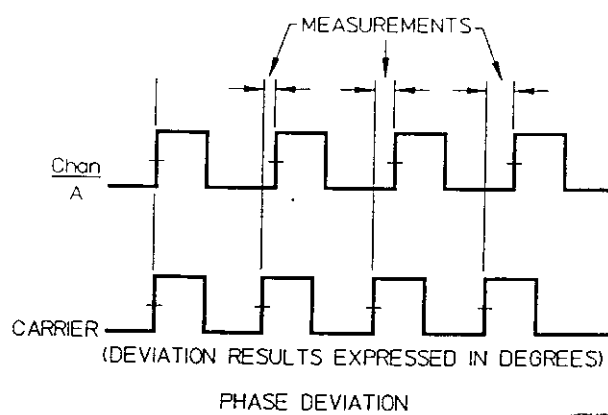 MEASUREMENTS
Chan
A
CARRIER
(DEVIATION RESULTS EXPRESSED IN DEGREES)
PHASE DEVIATION